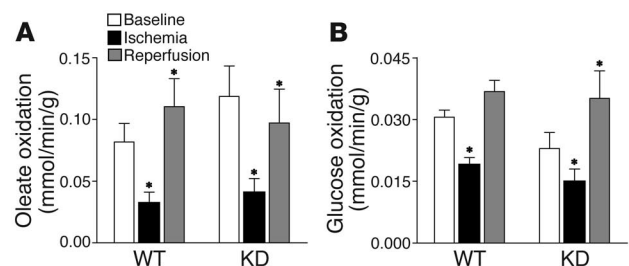 A
Baseline
Ischemia
Reperfusion
Oleate oxidation
(mmol/min/g)
0.15
*
*
0.10
0.05
*
*
0.00
WT KD
B
Glucose oxidation
(mmol/min/g)
0.045
*
0.030
*
*
0.015
0.000
WT KD